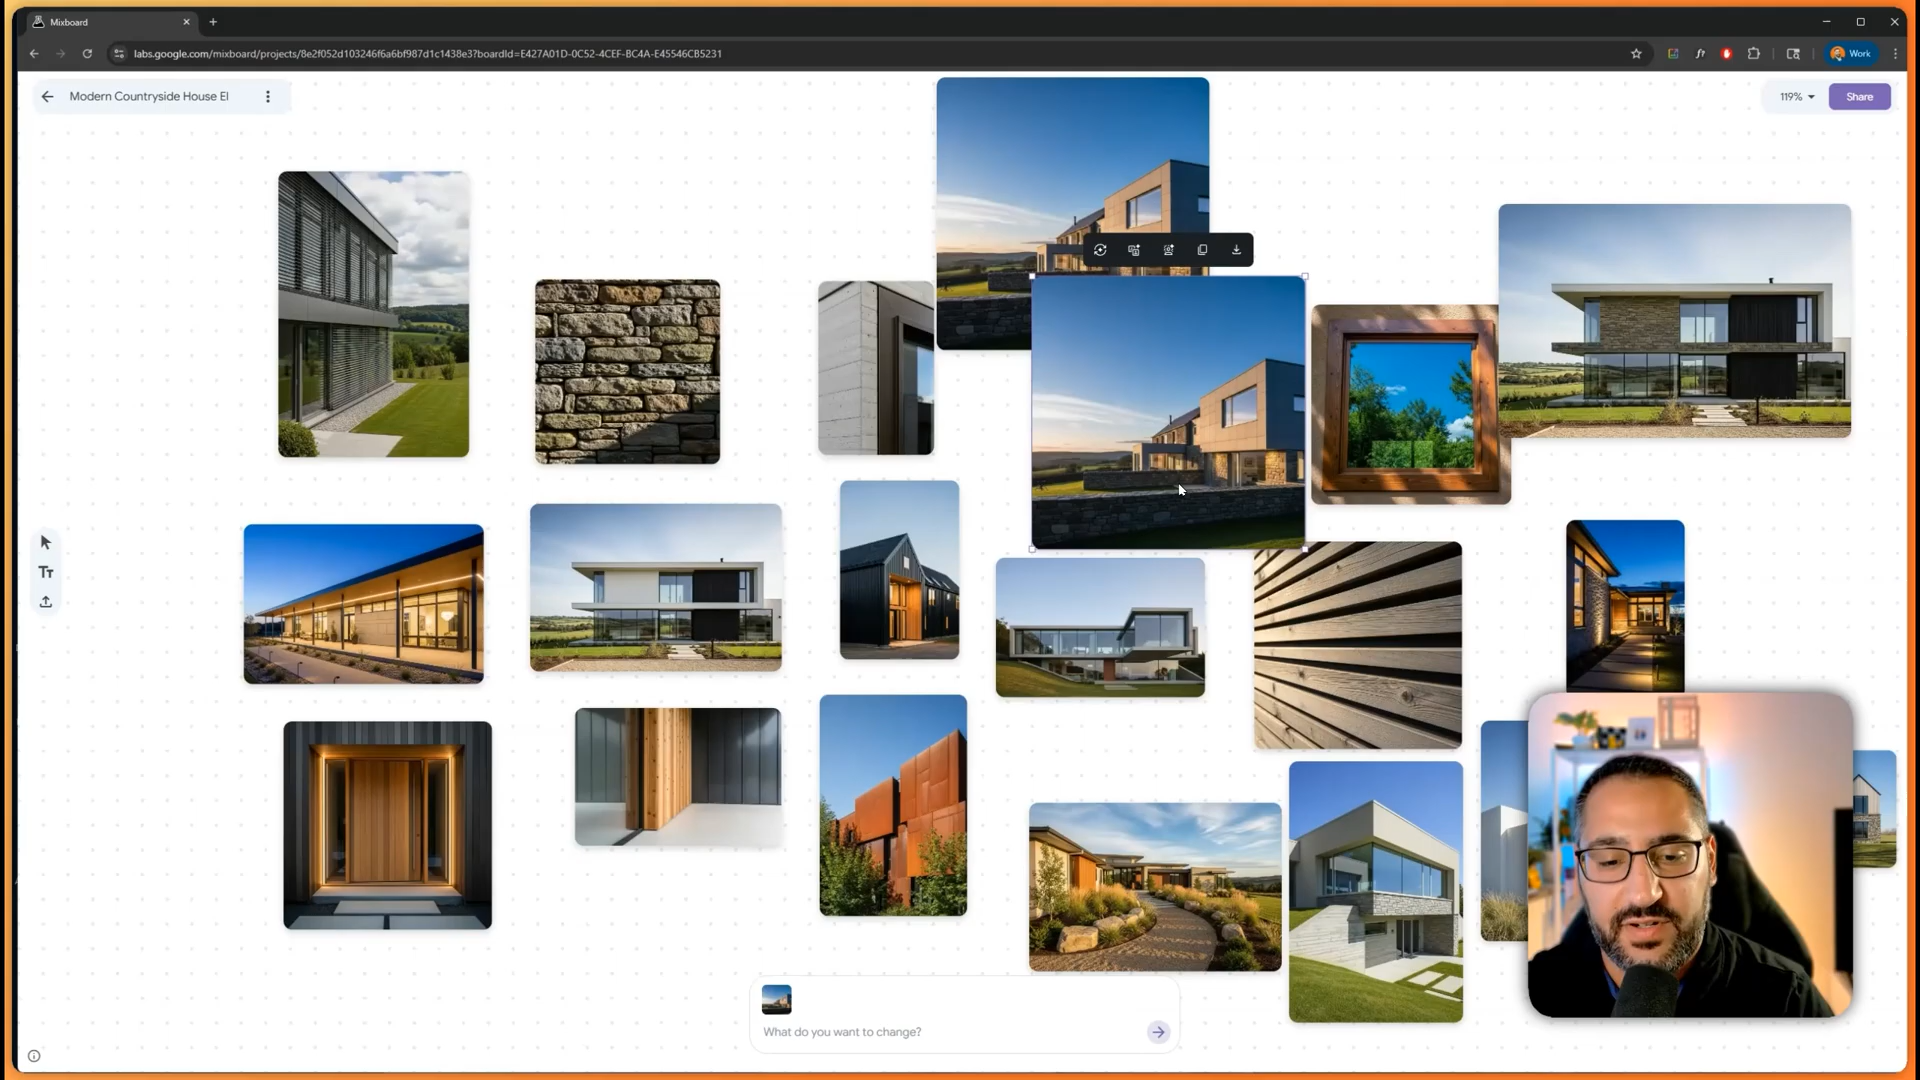 Mixboard
labs.google.com/mixboard/projects/8e2f052d103246f6a6bf987d1c1438e3?boardId=E427A01D-0C52-4CEF-BC4A-E45546CB5231
Work
Modern Countryside House El
119%
Share
Tт
What do you want to change?